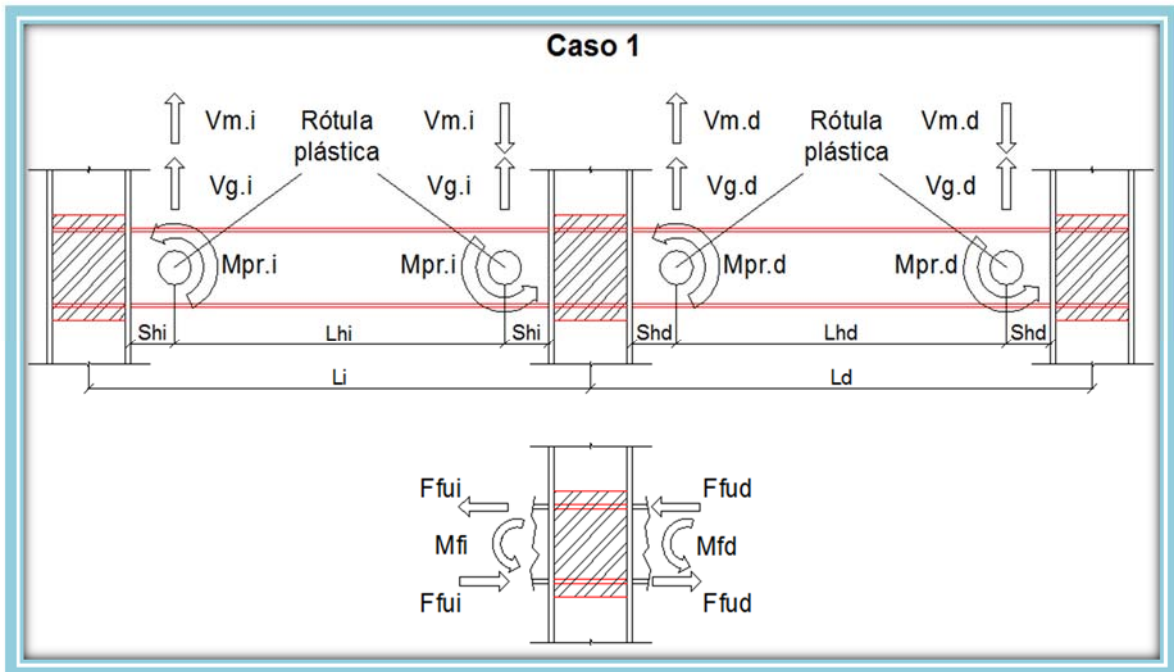 Caso 1
Vm.i
Rótula
plástica
Vm.i
Vm.d
Rótula
plástica
Vm.d
Vg.i
Vg.i
Vg.d
Vg.d
Mpr.i
Mpr.i
Mpr.d
Mpr.d
Shi
Lhi
Shi
Shd
Lhd
Shd
Li
Ld
Ffui
Ffud
Mfi
Mfd
Ffui
Ffud